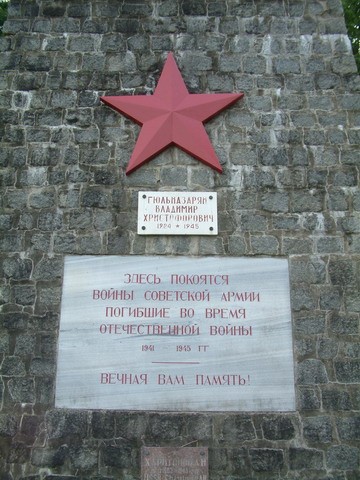 ГЮЛЬНАЗАРЯН
ВЛАДИМИР
ХРИСТОФОРОВИЧ
1924 ★ 1945
ЗДЕСЬ ПОКОЯТСЯ
ВОЙНЫ СОВЕТСКОЙ АРМИИ
ПОГИБШИЕ ВО ВРЕМЯ
ОТЕЧЕСТВЕННОЙ ВОЙНЫ
1941 — 1945 ГГ
ВЕЧНАЯ ВАМ ПАМЯТЬ!